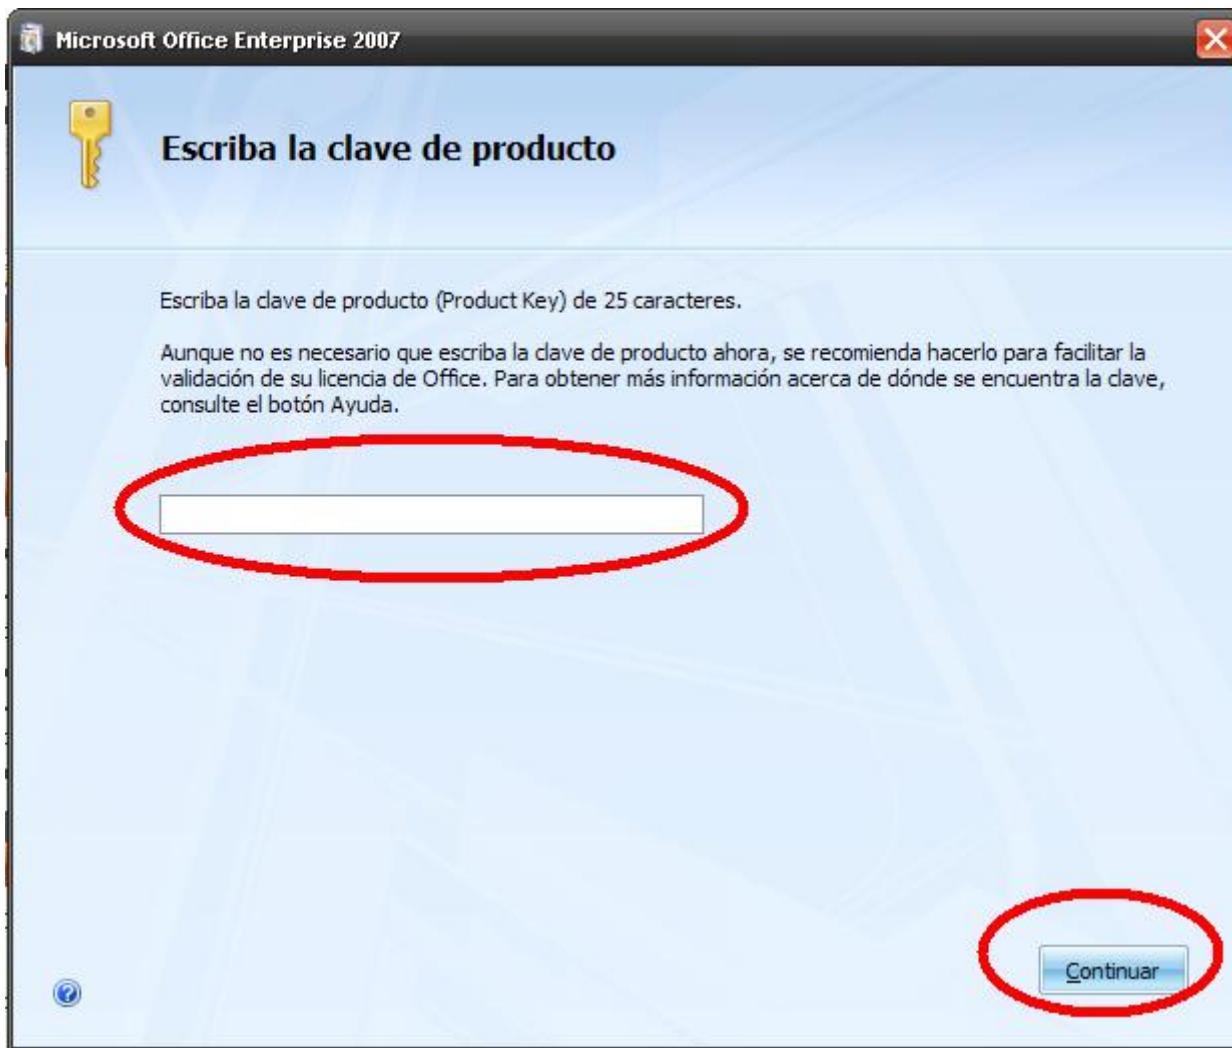 Microsoft Office Enterprise 2007
Escriba la clave de producto
Escriba la clave de producto (Product Key) de 25 caracteres.
Aunque no es necesario que escriba la clave de producto ahora, se recomienda hacerlo para facilitar la
validación de su licencia de Office. Para obtener más información acerca de dónde se encuentra la clave,
consulte el botón Ayuda.
Continuar